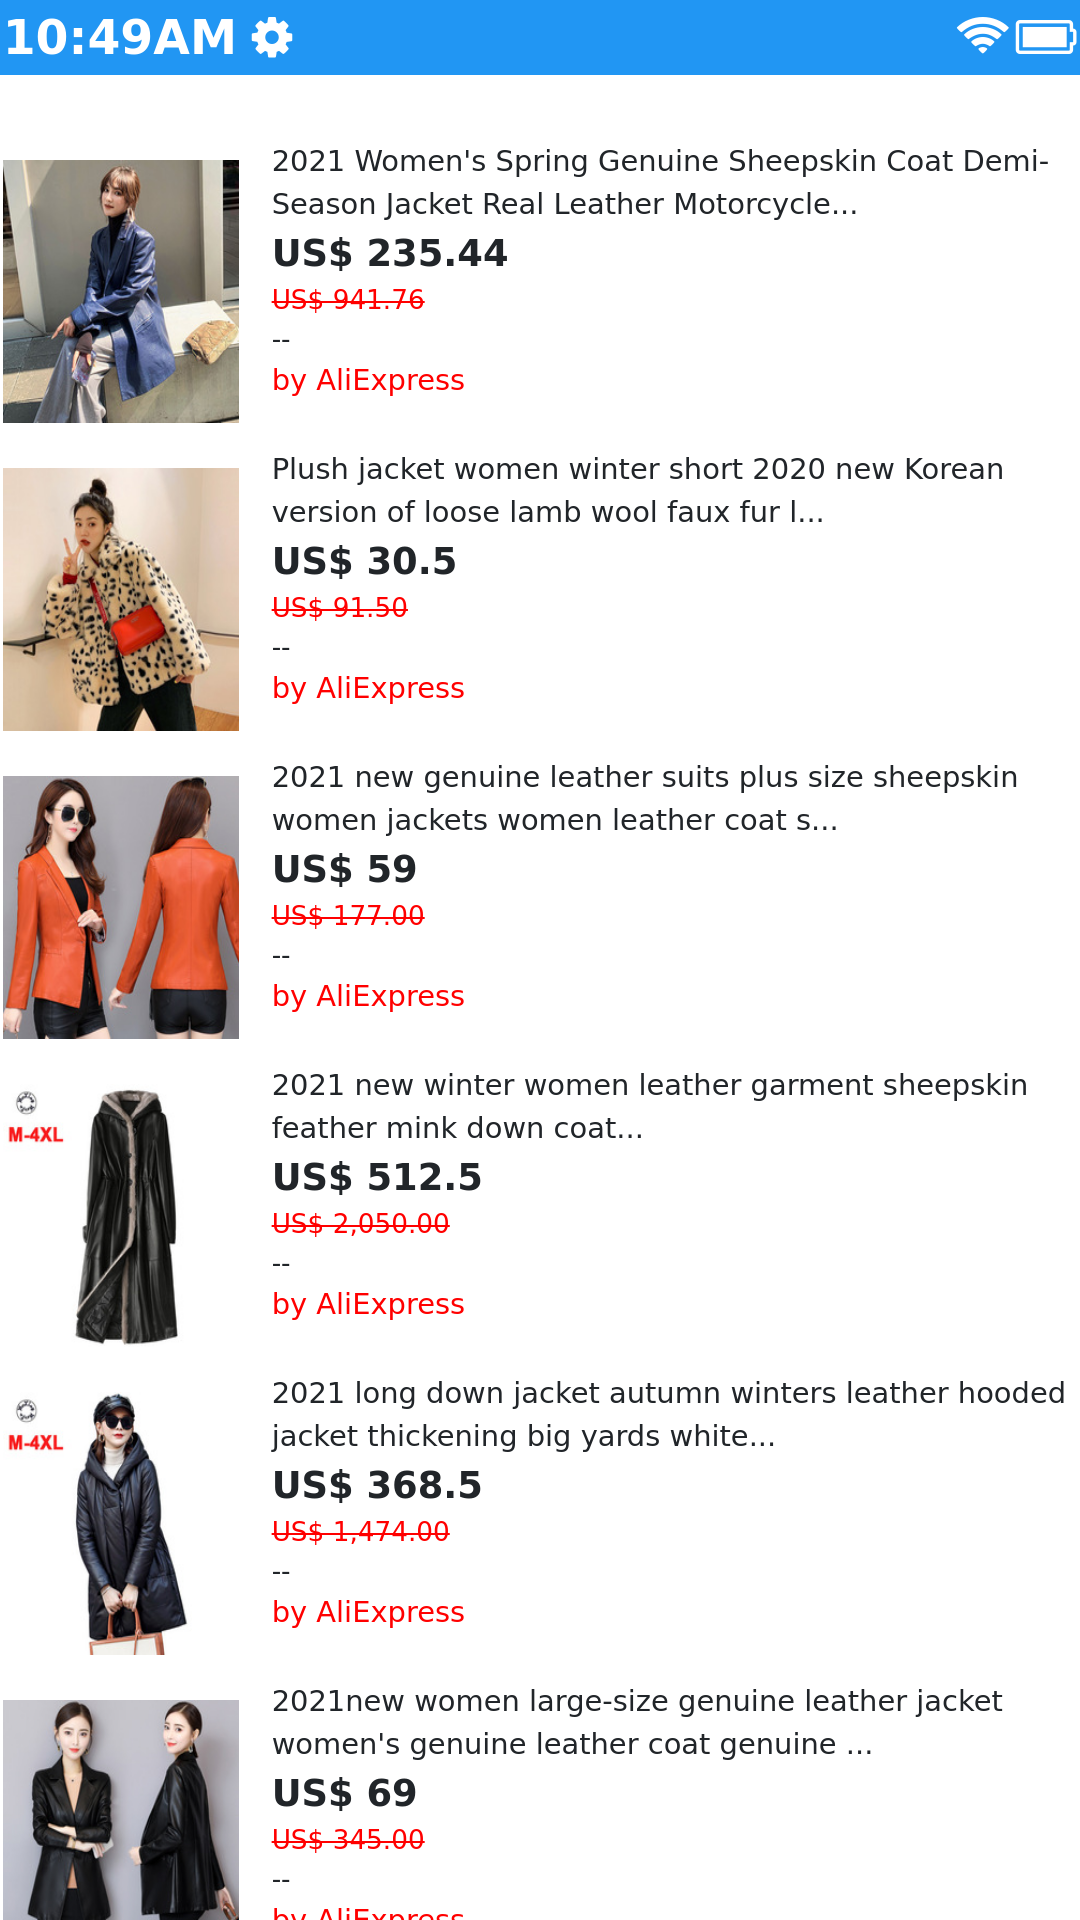 10:49AM
2021 Women's Spring Genuine Sheepskin Coat Demi-
Season Jacket Real Leather Motorcycle...
US$ 235.44
US$ 941.76
--
by AliExpress
Plush jacket women winter short 2020 new Korean
version of loose lamb wool faux fur l...
US$ 30.5
US$ 91.50
--
by AliExpress
2021 new genuine leather suits plus size sheepskin
women jackets women leather coat s...
US$ 59
US$ 177.00
--
by AliExpress
M-4XL
2021 new winter women leather garment sheepskin
feather mink down coat...
US$ 512.5
US$ 2,050.00
--
by AliExpress
M-4XL
2021 long down jacket autumn winters leather hooded
jacket thickening big yards white...
US$ 368.5
US$ 1,474.00
--
by AliExpress
2021new women large-size genuine leather jacket
women's genuine leather coat genuine ...
US$ 69
US$ 345.00
--
by AliExpress